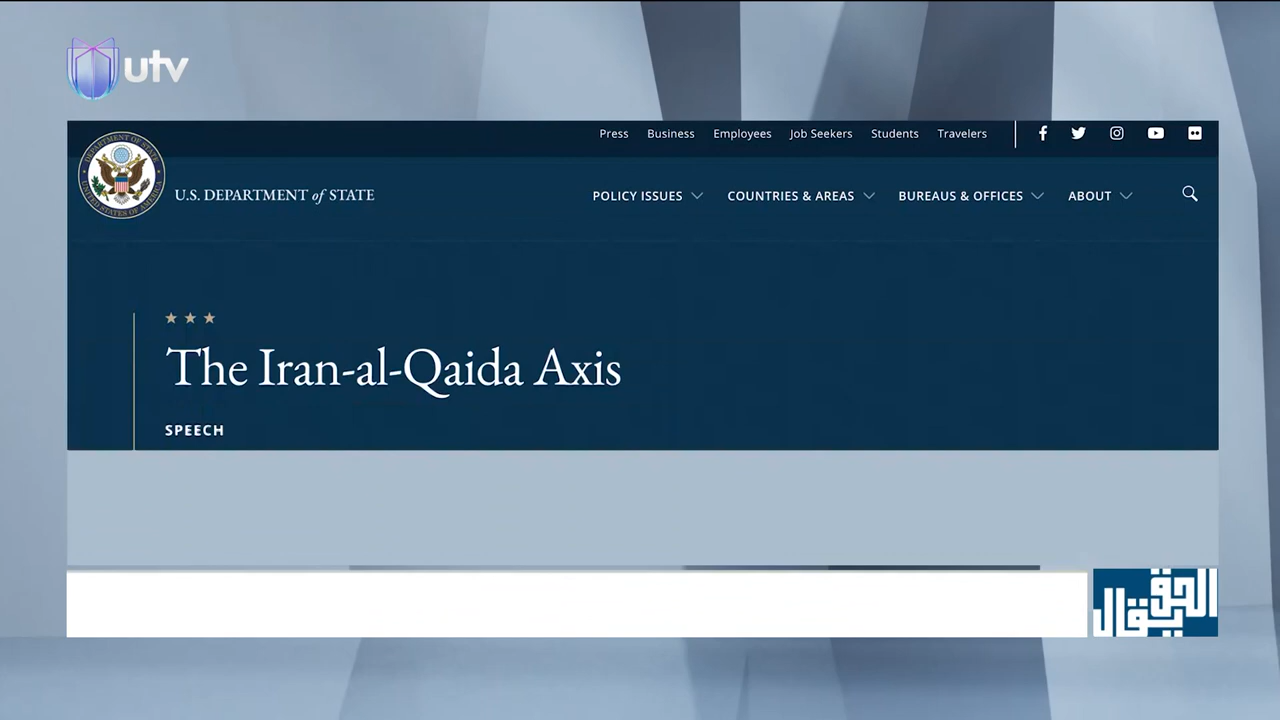 utv
Press Business Employees Job Seekers Students Travelers
U.S. DEPARTMENT of STATE
POLICY ISSUES COUNTRIES & AREAS BUREAUS & OFFICES ABOUT
The Iran-al-Qaida Axis
SPEECH
الحق
يقال